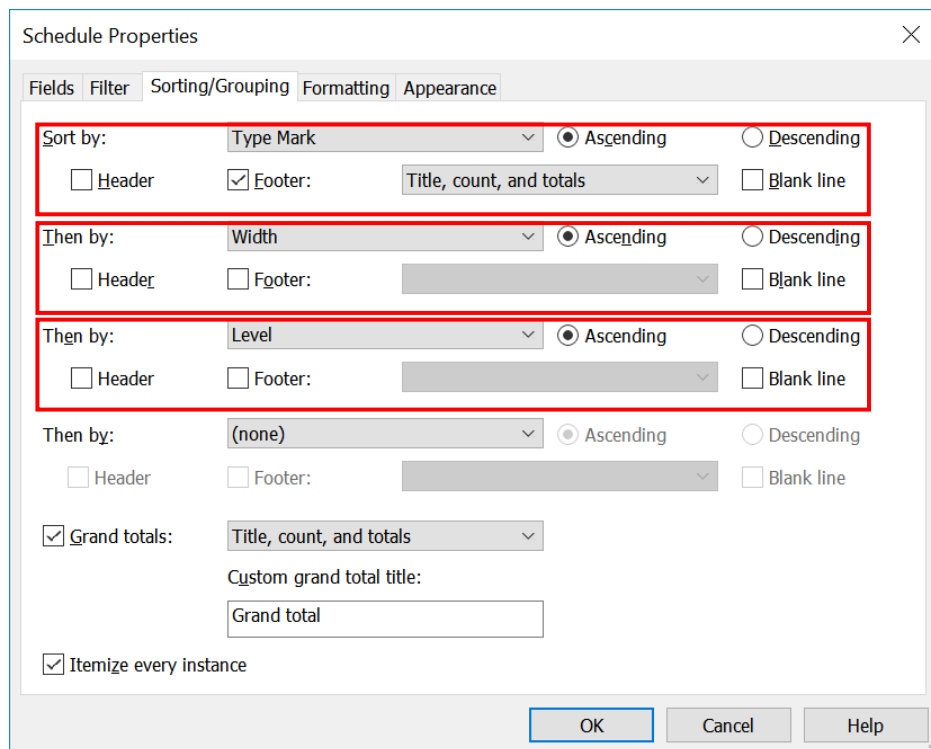 Schedule Properties
Fields Filter Sorting/Grouping Formatting Appearance
Sort by: Type Mark Ascending Descending
Header Footer: Title, count, and totals Blank line
Then by: Width Ascending Descending
Header Footer: Blank line
Then by: Level Ascending Descending
Header Footer: Blank line
Then by: (none) Ascending Descending
Header Footer: Blank line
Grand totals: Title, count, and totals
Custom grand total title:
Grand total
Itemize every instance
OK Cancel Help